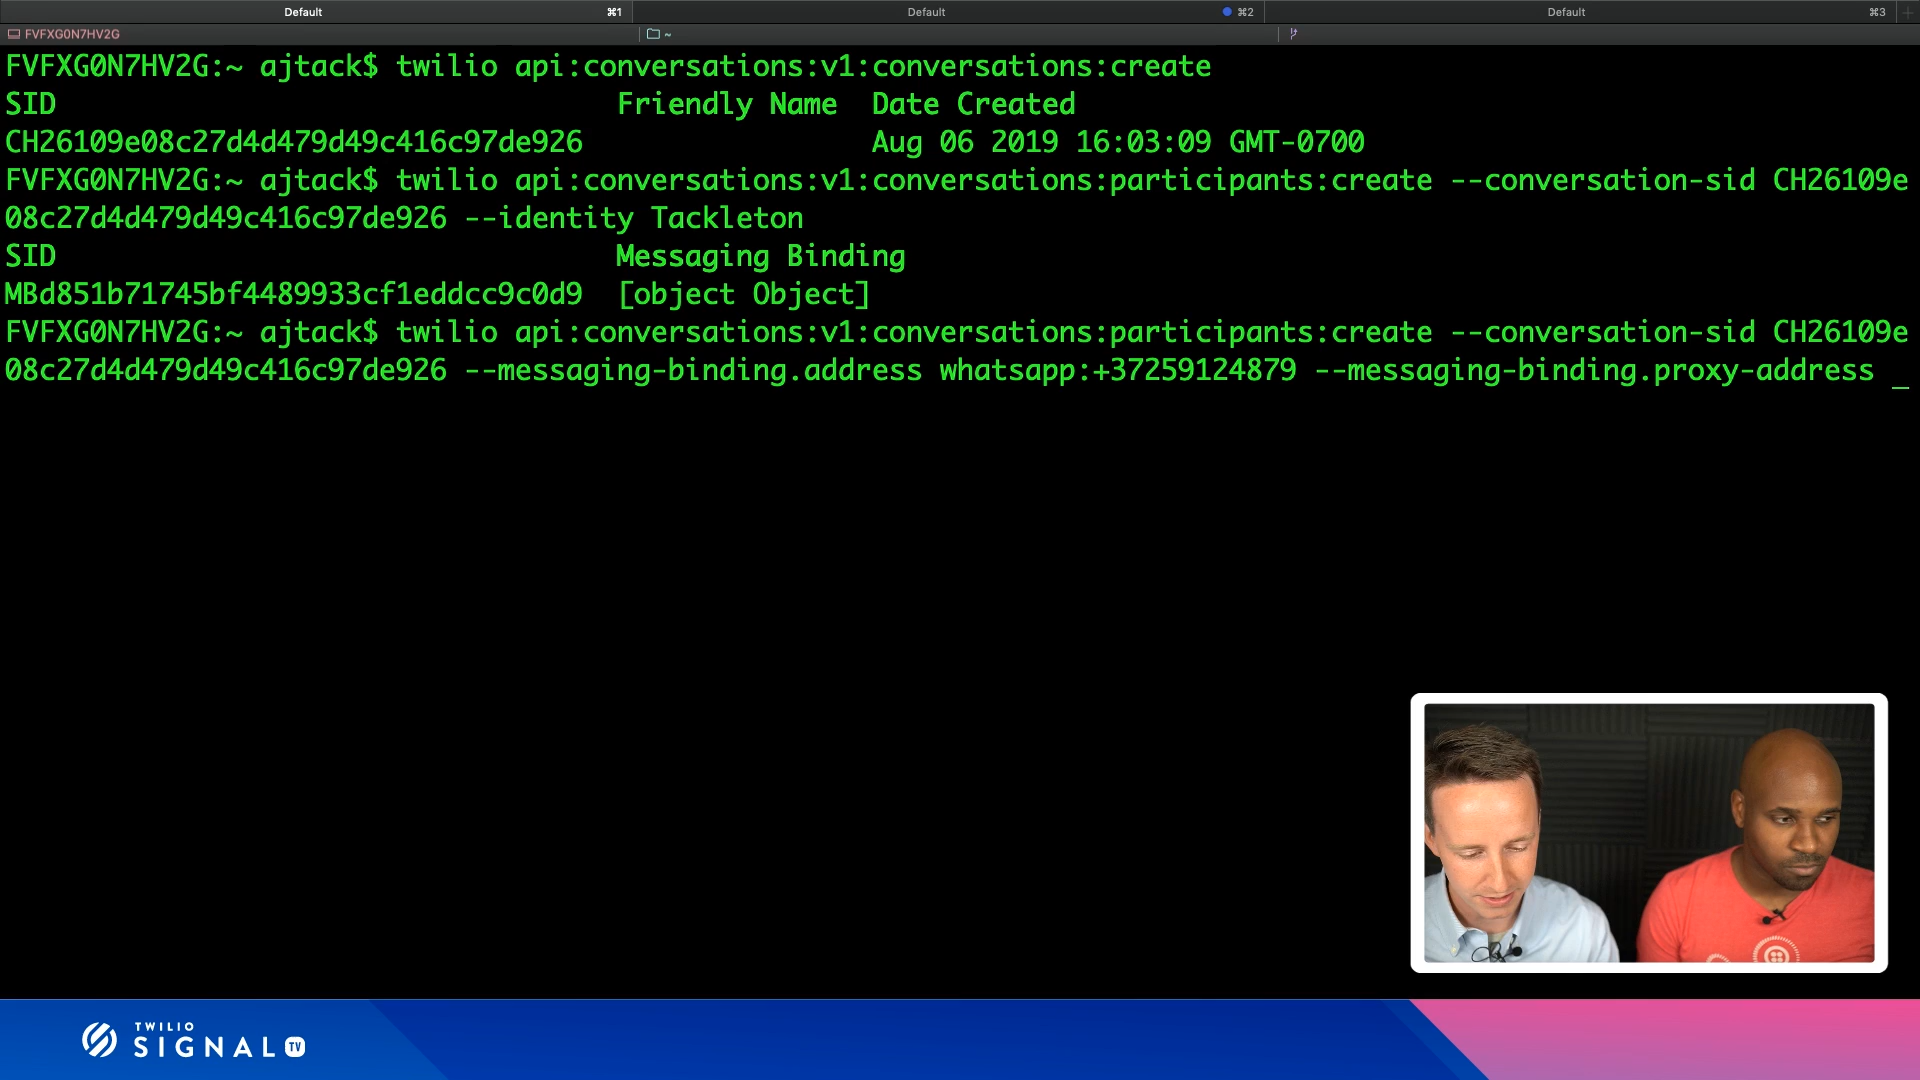 Default ⌘1 Default ⌘2 Default ⌘3
FVFXG0N7HV2G ~
FVFXG0N7HV2G:~ ajtack$ twilio api:conversations:v1:conversations:create
SID Friendly Name Date Created
CH26109e08c27d4d479d49c416c97de926 Aug 06 2019 16:03:09 GMT-0700
FVFXG0N7HV2G:~ ajtack$ twilio api:conversations:v1:conversations:participants:create --conversation-sid CH26109e
08c27d4d479d49c416c97de926 --identity Tackleton
SID Messaging Binding
MBd851b71745bf4489933cf1eddcc9c0d9 [object Object]
FVFXG0N7HV2G:~ ajtack$ twilio api:conversations:v1:conversations:participants:create --conversation-sid CH26109e
08c27d4d479d49c416c97de926 --messaging-binding.address whatsapp:+37259124879 --messaging-binding.proxy-address _
TWILIO
SIGNAL TV